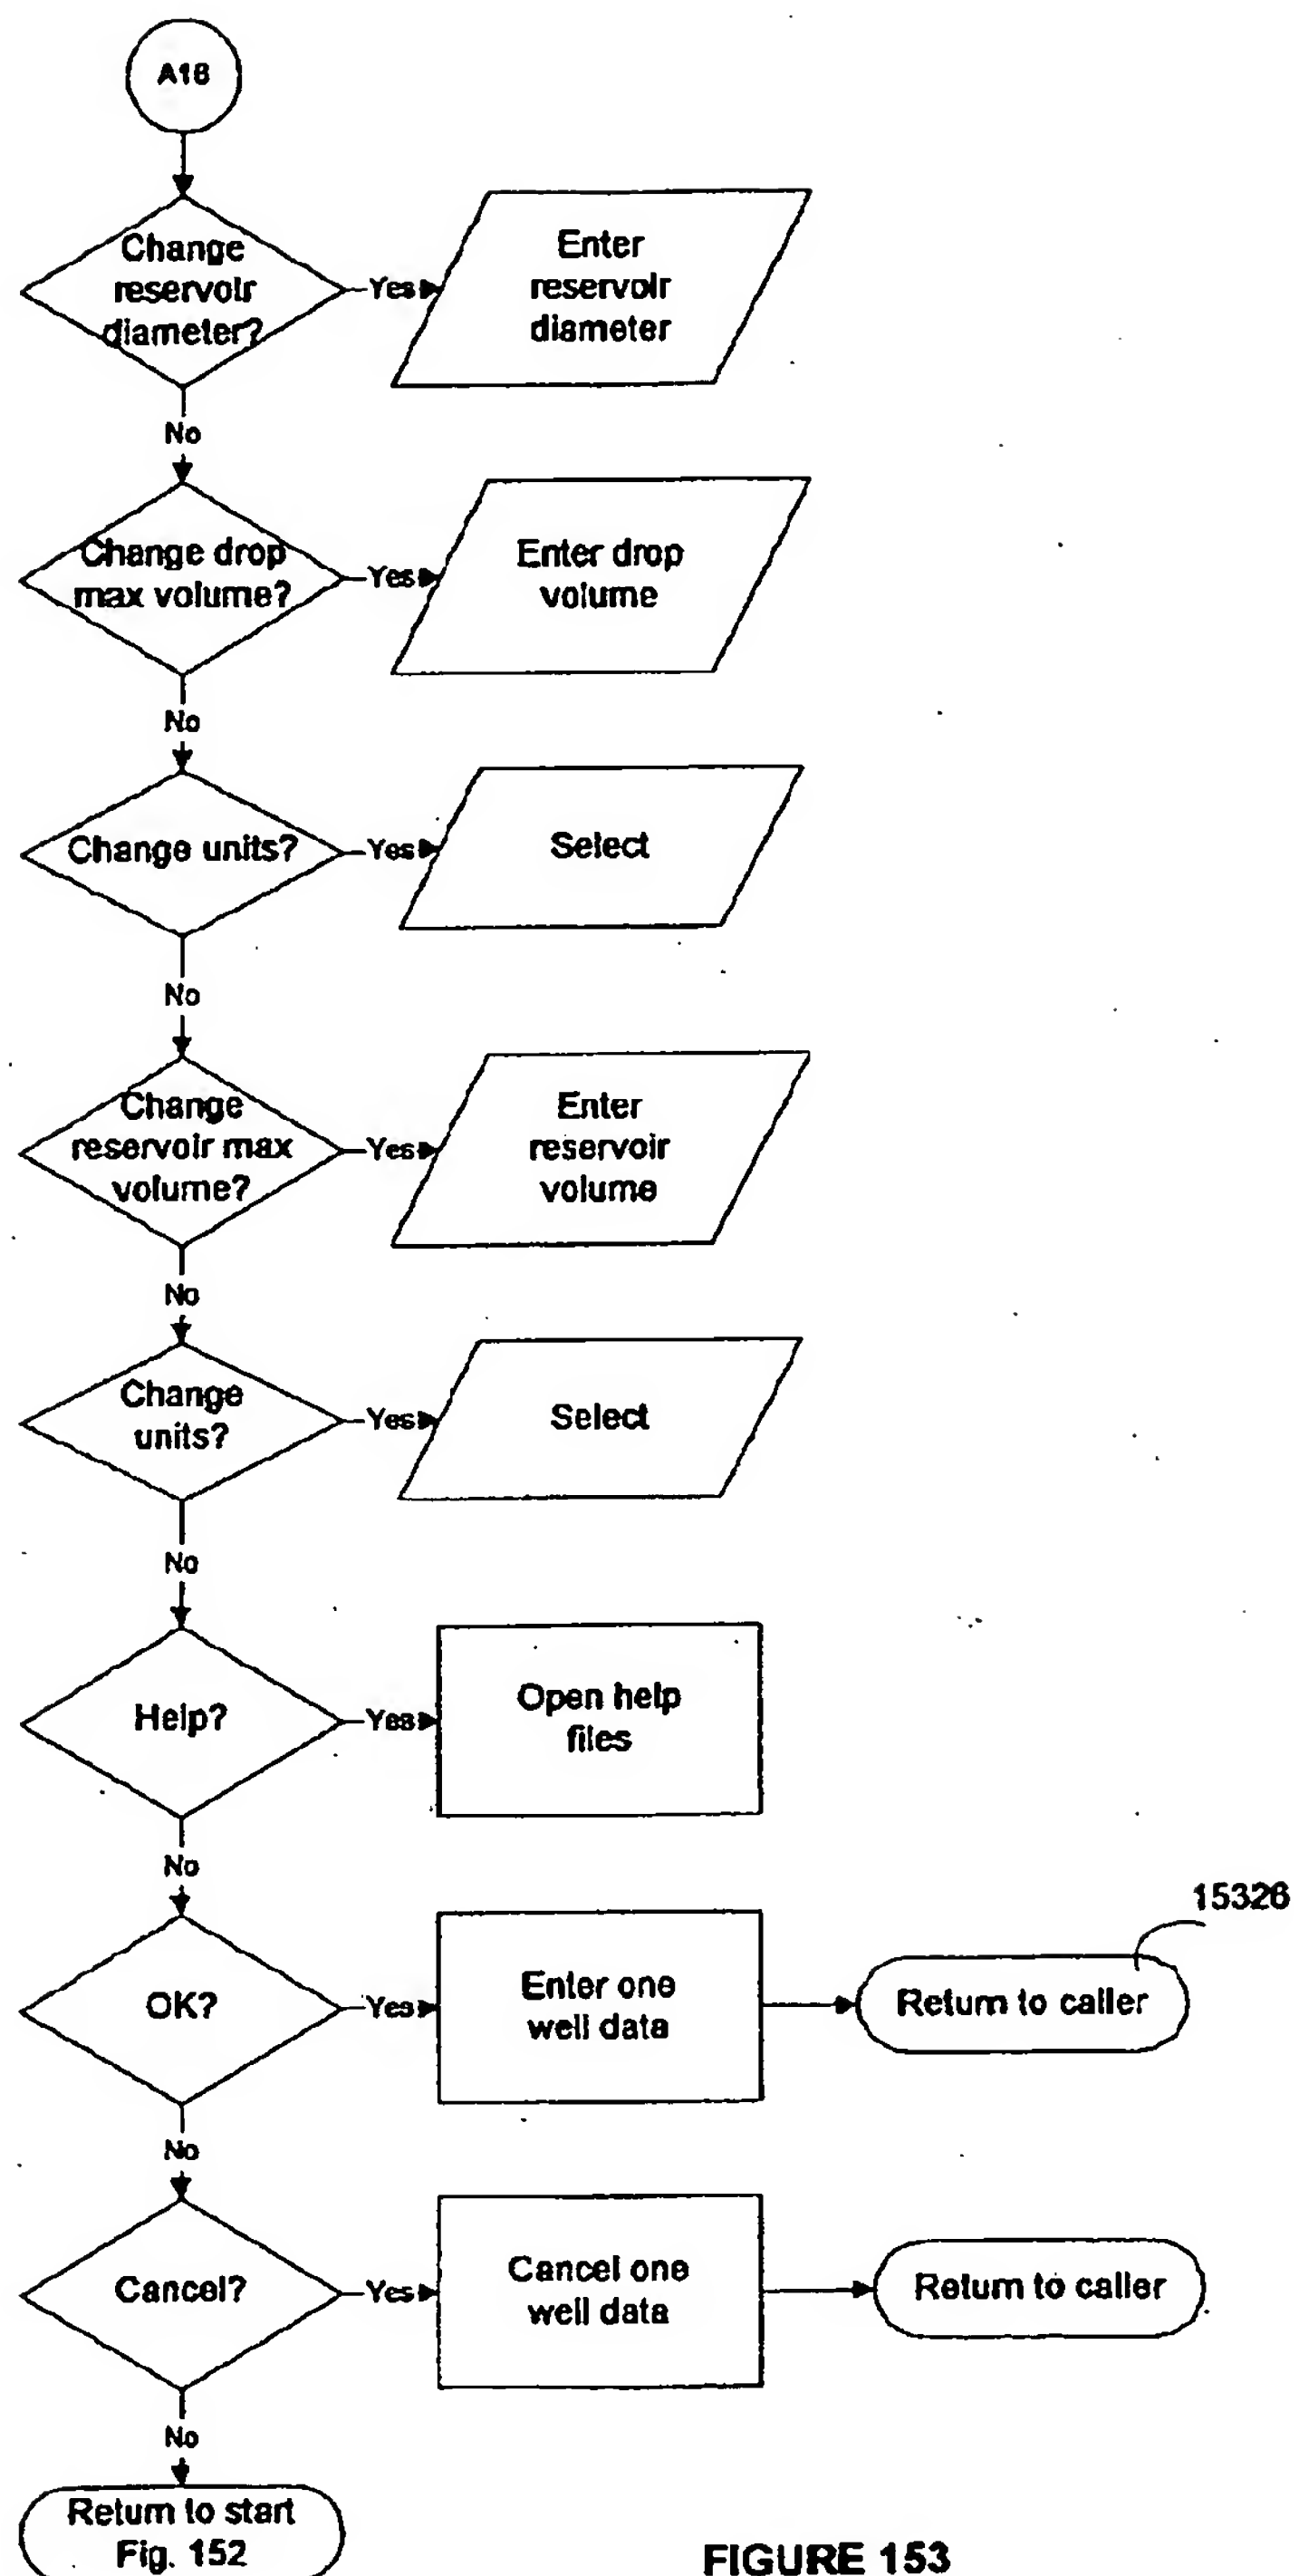 A18
Change
reservoir
diameter?
Yes
Enter
reservoir
diameter
No
Change drop
max volume?
Yes
Enter drop
volume
No
Change units?
Yes
Select
No
Change
reservoir max
volume?
Yes
Enter
reservoir
volume
No
Change
units?
Yes
Select
No
Help?
Yes
Open help
files
No
15326
OK?
Yes
Enter one
well data
Return to caller
No
Cancel?
Yes
Cancel one
well data
Return to caller
No
Return to start
Fig. 152
FIGURE 153